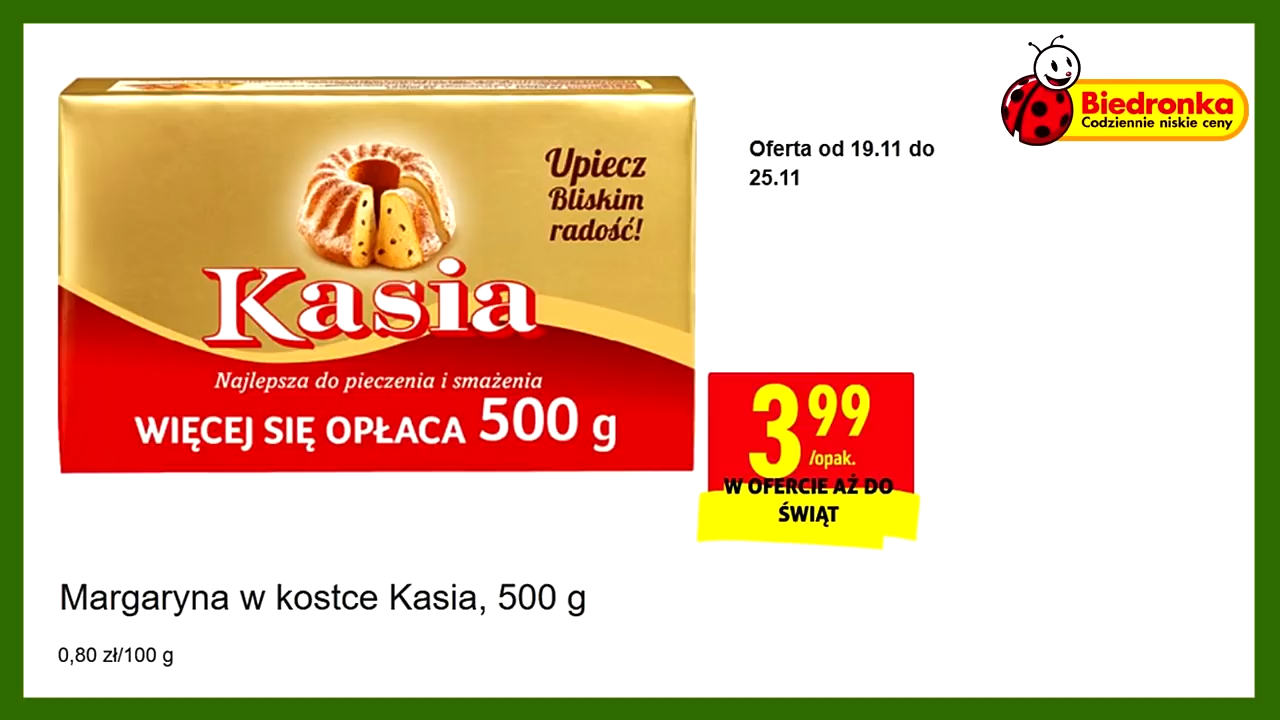 Biedronka
Codziennie niskie ceny
Oferta od 19.11 do
25.11
Upiecz
Bliskim
radość!
Kasia
Najlepsza do pieczenia i smażenia
WIĘCEJ SIĘ OPŁACA 500 g
3 99
/opak.
W OFERCIE AŻ DO
ŚWIĄT
Margaryna w kostce Kasia, 500 g
0,80 zł/100 g